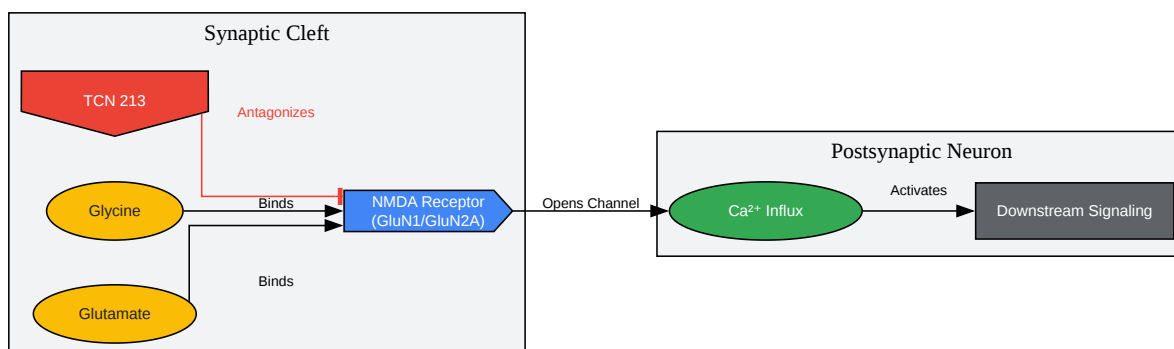 Synaptic Cleft
TCN 213
Antagonizes
Glycine
Binds
NMDA Receptor
(GluN1/GluN2A)
Binds
Glutamate
Opens Channel
Postsynaptic Neuron
Ca²⁺ Influx
Activates
Downstream Signaling